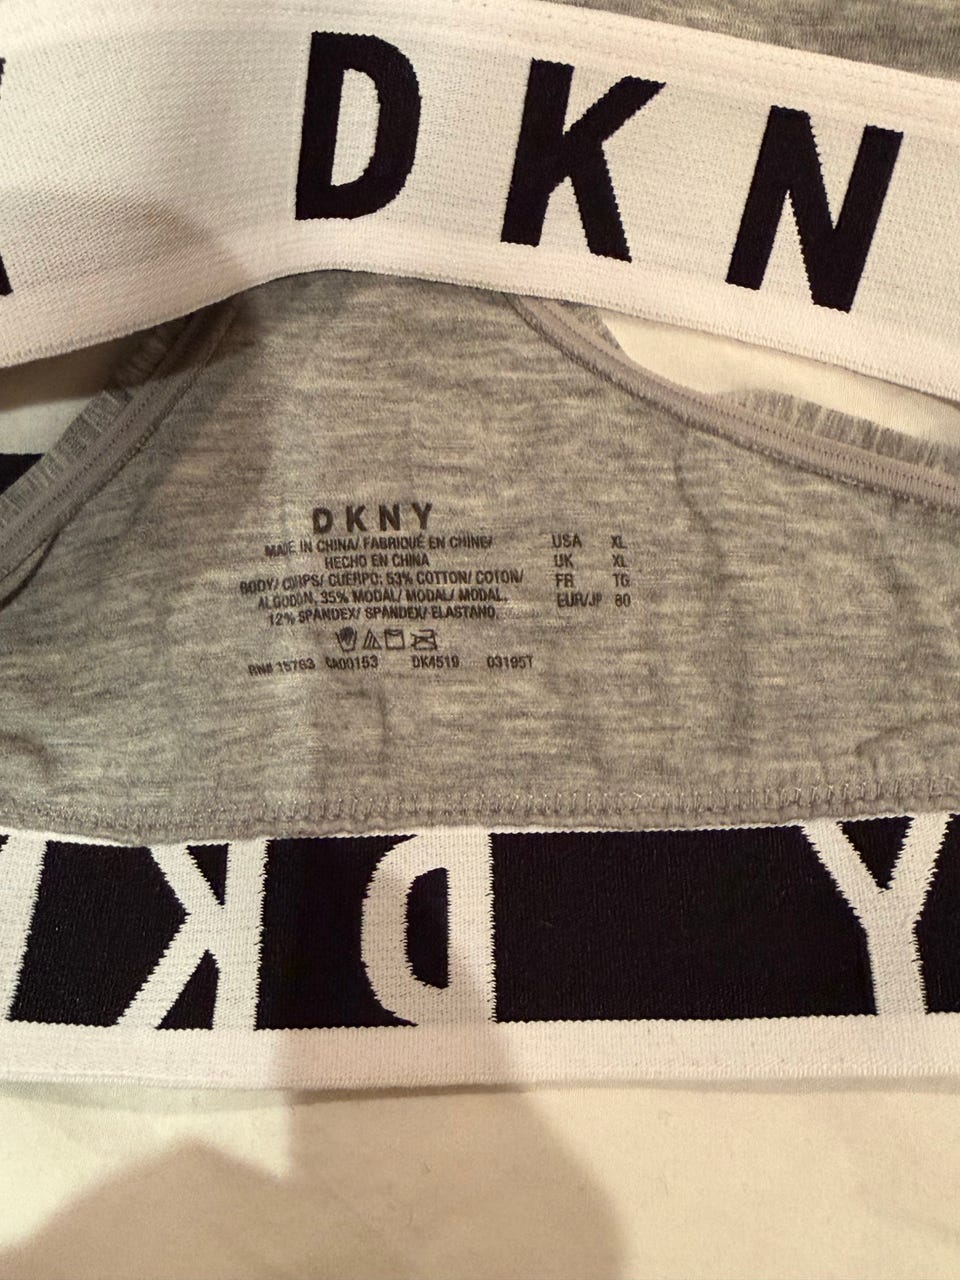 DKN
DKNY
MADE IN CHINA/ FABRIQUÉ EN CHINE/
HECHO EN CHINA
BODY/ CORPS/ CUERPO: 53% COTTON/ COTON/
ALGODON, 35% MODAL/ MODAL/ MODAL,
12% SPANDEX/ SPANDEX/ ELASTANO.
RN# 15763 CA00153 DK4519 03195T
USA XL
UK XL
FR TG
EUR/JP 80
KD Y